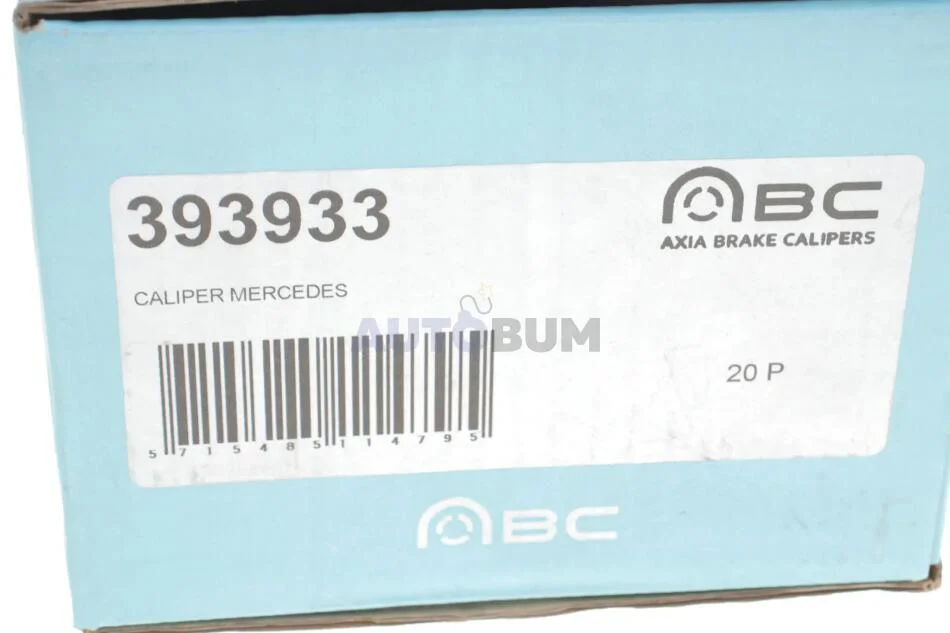 393933
ABC
AXIA BRAKE CALIPERS
CALIPER MERCEDES
AUTOBUM
20 P
5715485114795
ABC